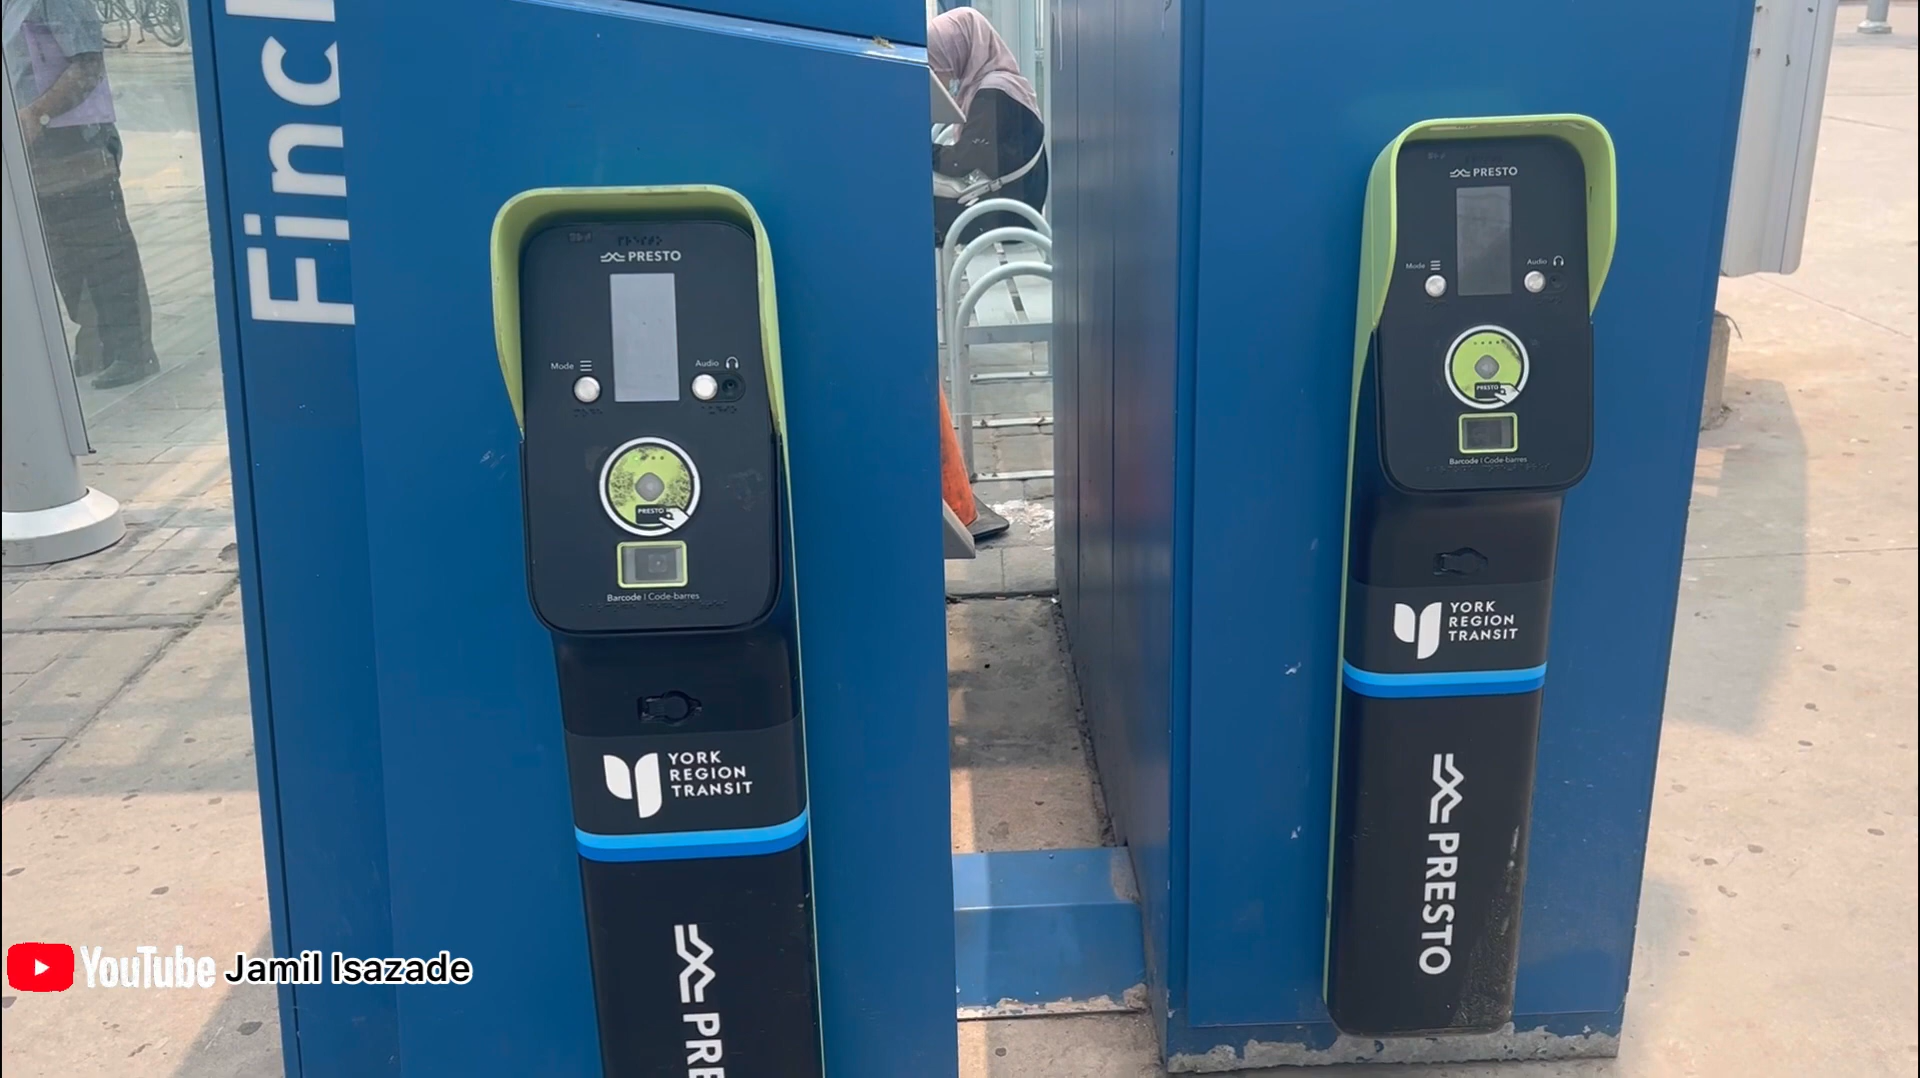 Finc
PRESTO
Mode
Audio
PRESTO
Barcode | Code-barres
YORK
REGION
TRANSIT
PRE
PRESTO
Mode
Audio
PRESTO
Barcode | Code-barres
YORK
REGION
TRANSIT
PRESTO
YouTube Jamil Isazade